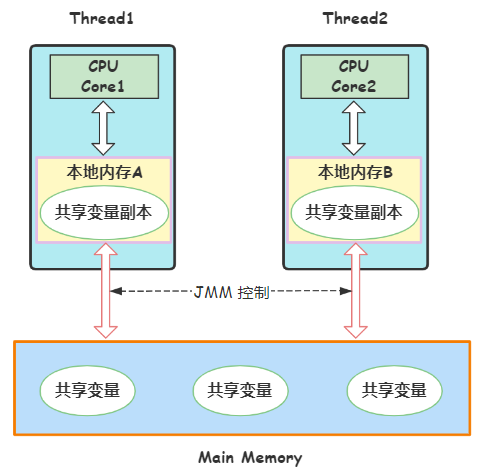 Thread1
Thread2
CPU
Core1
CPU
Core2
本地内存A
本地内存B
共享变量副本
共享变量副本
JMM 控制
共享变量
共享变量
共享变量
Main Memory